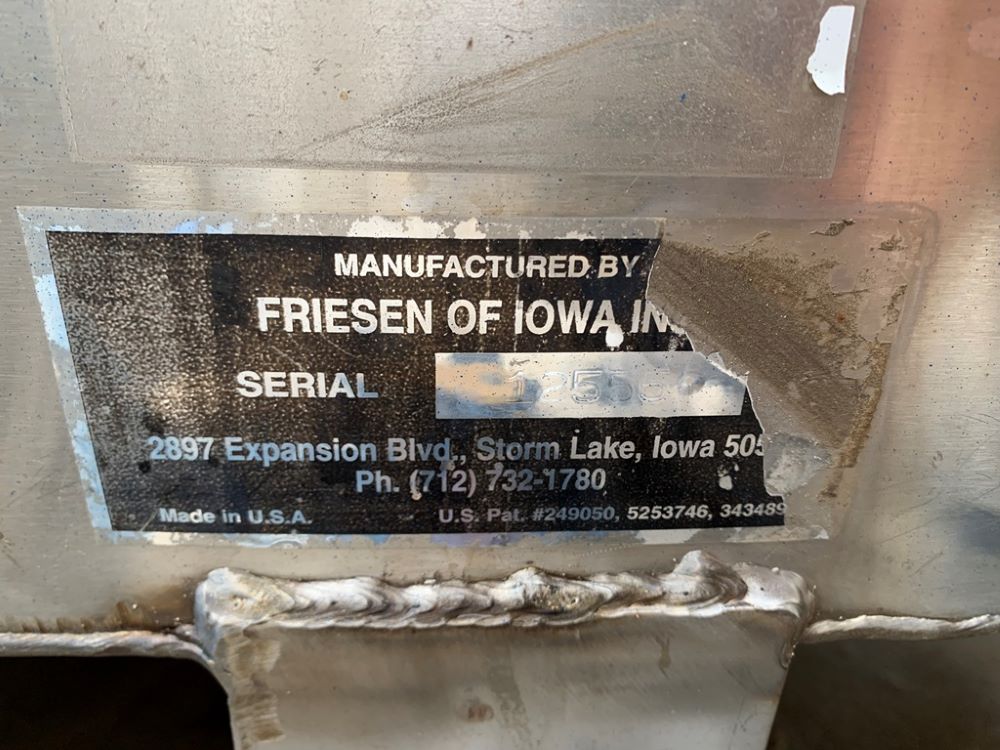 MANUFACTURED BY
FRIESEN OF IOWA
SERIAL
2897 Expansion Blvd., Storm Lake, Iowa
Ph. (712) 732-1780
Made in U.S.A. U.S. Pat. #249050, 5253746,